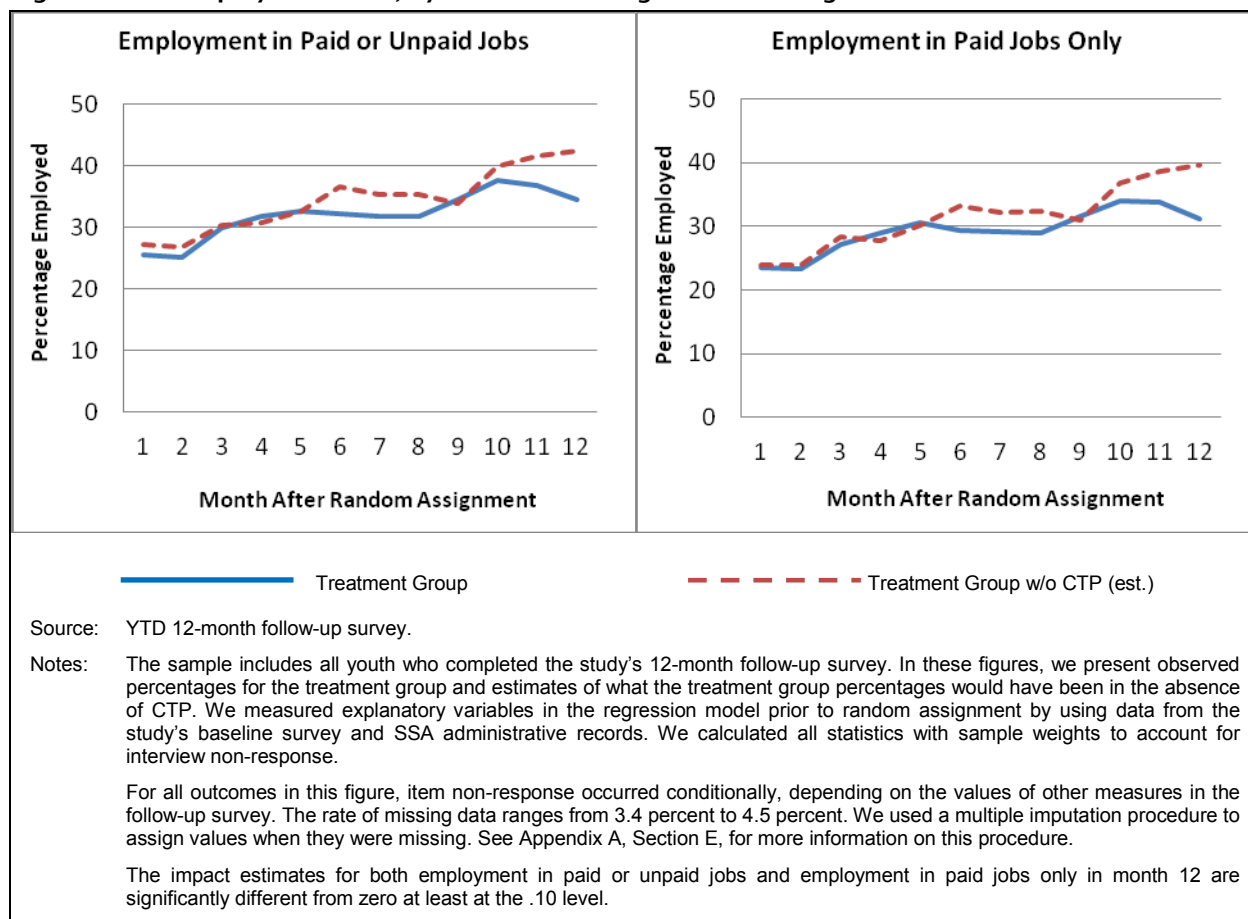 Employment in Paid or Unpaid Jobs
Percentage Employed
50
40
30
20
10
0
1 2 3 4 5 6 7 8 9 10 11 12
Month After Random Assignment
Employment in Paid Jobs Only
Percentage Employed
50
40
30
20
10
0
1 2 3 4 5 6 7 8 9 10 11 12
Month After Random Assignment
Treatment Group
Treatment Group w/o CTP (est.)
Source: YTD 12-month follow-up survey.
Notes: The sample includes all youth who completed the study's 12-month follow-up survey. In these figures, we present observed
percentages for the treatment group and estimates of what the treatment group percentages would have been in the absence
of CTP. We measured explanatory variables in the regression model prior to random assignment by using data from the
study's baseline survey and SSA administrative records. We calculated all statistics with sample weights to account for
interview non-response.
For all outcomes in this figure, item non-response occurred conditionally, depending on the values of other measures in the
follow-up survey. The rate of missing data ranges from 3.4 percent to 4.5 percent. We used a multiple imputation procedure to
assign values when they were missing. See Appendix A, Section E, for more information on this procedure.
The impact estimates for both employment in paid or unpaid jobs and employment in paid jobs only in month 12 are
significantly different from zero at least at the .10 level.